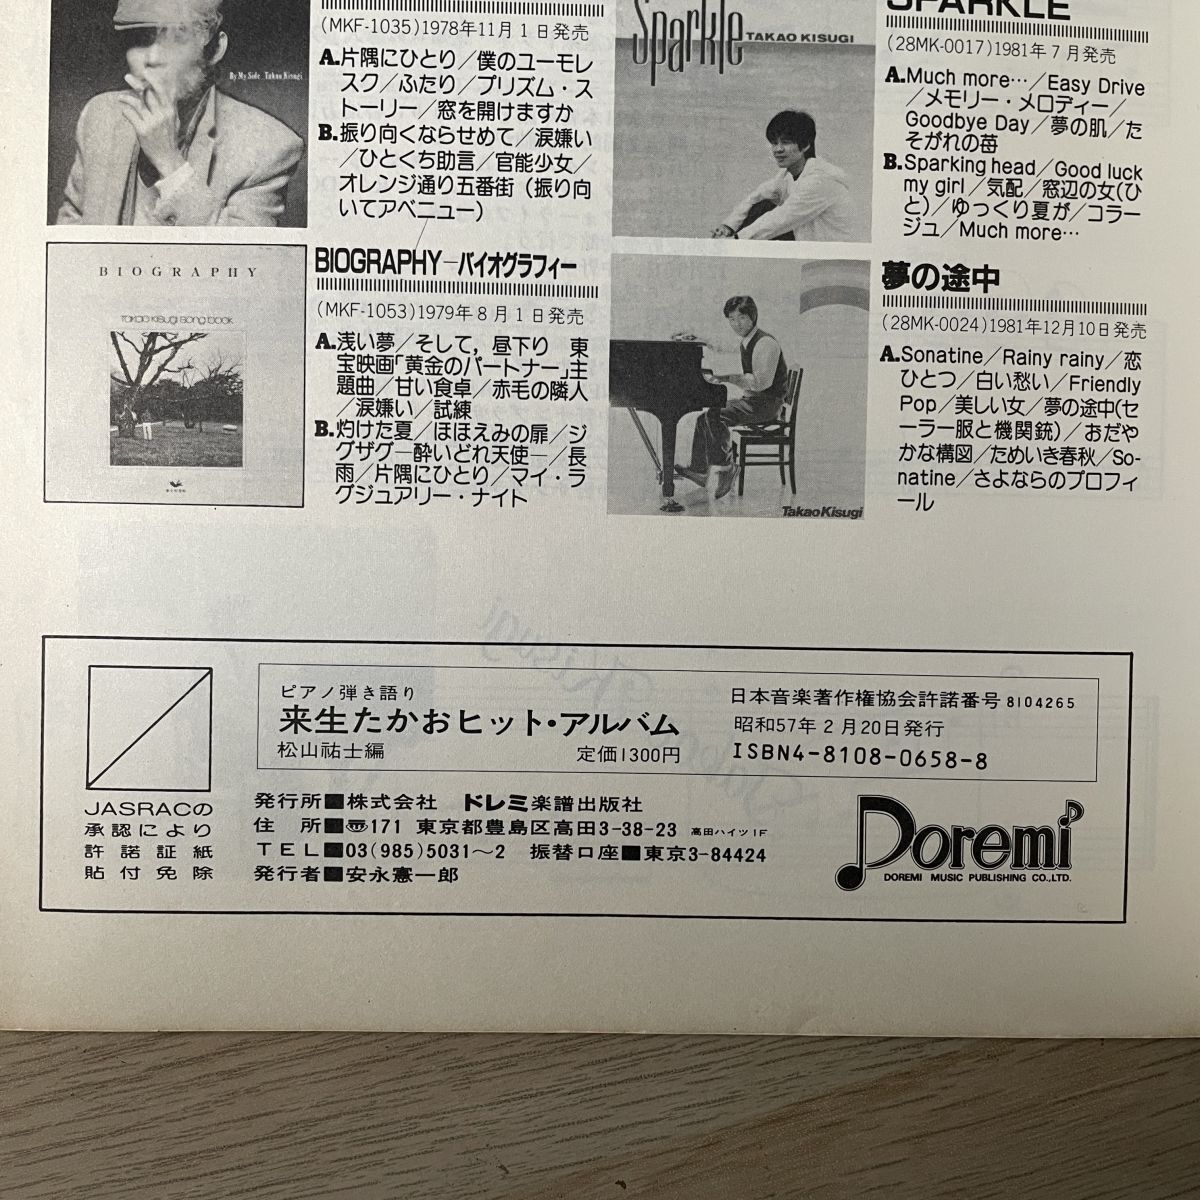 By My Side Takao Kisugi
(MKF-1035)1978年11月1日発売
A.片隅にひとり／僕のユーモレ
スク／ふたり／プリズム・ス
トーリー／窓を開けますか
B.振り向くならせめて／涙嫌い
／ひとくち助言／官能少女／
オレンジ通り五番街（振り向
いてアベニュー）
BIOGRAPHY
Takao Kisugi Song book
BIOGRAPHY―バイオグラフィー
(MKF-1053)1979年8月1日発売
A.浅い夢／そして，昼下り　東
宝映画「黄金のパートナー」主
題曲／甘い食卓／赤毛の隣人
／涙嫌い／試練
B.灼けた夏／ほほえみの扉／ジ
グザグ―酔いどれ天使―／長
雨／片隅にひとり／マイ・ラ
グジュアリー・ナイト
Sparkle TAKAO KISUGI
SPARKLE
(28MK-0017)1981年7月発売
A.Much more…／Easy Drive
／メモリー・メロディー／
Goodbye Day／夢の肌／た
そがれの苺
B.Sparking head／Good luck
my girl／気配／窓辺の女(ひ
と)／ゆっくり夏が／コラー
ジュ／Much more…
Takao Kisugi
夢の途中
(28MK-0024)1981年12月10日発売
A.Sonatine／Rainy rainy／恋
ひとつ／白い愁い／Friendly
Pop／美しい女／夢の途中(セ
ーラー服と機関銃)／おだや
かな構図／ためいき春秋／So-
natine／さよならのプロフィ
ール
JASRACの
承認により
許諾証紙
貼付免除
ピアノ弾き語り
来生たかおヒット・アルバム
松山祐士編　定価1300円
日本音楽著作権協会許諾番号 8104265
昭和57年2月20日発行
ISBN4-8108-0658-8
発行所■株式会社　ドレミ楽譜出版社
住　所■〠171 東京都豊島区高田3-38-23 高田ハイツ1F
TEL■03(985)5031～2　振替口座■東京3-84424
発行者■安永憲一郎
Doremi
DOREMI MUSIC PUBLISHING CO.,LTD.